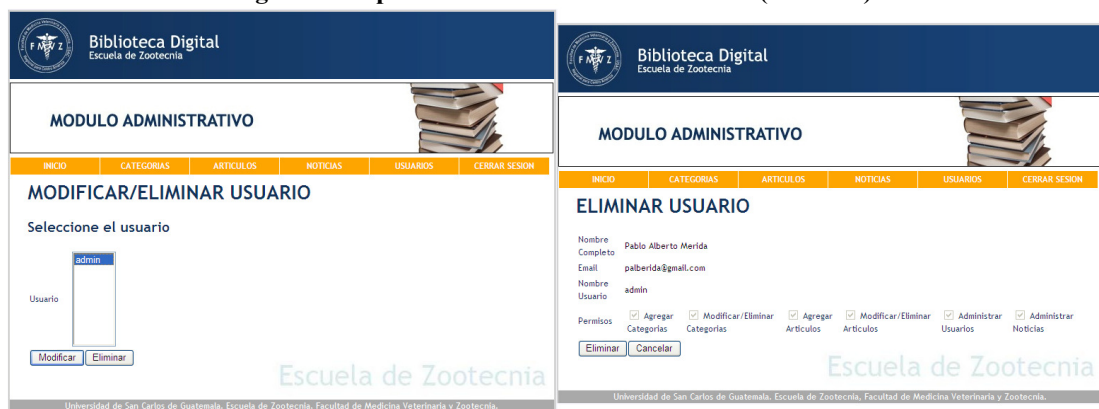 F M V Z
Biblioteca Digital
Escuela de Zootecnia
MODULO ADMINISTRATIVO
INICIO CATEGORIAS ARTICULOS NOTICIAS USUARIOS CERRAR SESION
MODIFICAR/ELIMINAR USUARIO
Seleccione el usuario
admin
Usuario
Modificar Eliminar
Escuela de Zootecnia
Universidad de San Carlos de Guatemala. Escuela de Zootecnia. Facultad de Medicina Veterinaria y Zootecnia.
F M V Z
Biblioteca Digital
Escuela de Zootecnia
MODULO ADMINISTRATIVO
INICIO CATEGORIAS ARTICULOS NOTICIAS USUARIOS CERRAR SESION
ELIMINAR USUARIO
Nombre Completo Pablo Alberto Merida
Email palberida@gmail.com
Nombre Usuario admin
Permisos Agregar Categorias Modificar/Eliminar Categorias Agregar Articulos Modificar/Eliminar Articulos Administrar Usuarios Administrar Noticias
Eliminar Cancelar
Escuela de Zootecnia
Universidad de San Carlos de Guatemala. Escuela de Zootecnia, Facultad de Medicina Veterinaria y Zootecnia.